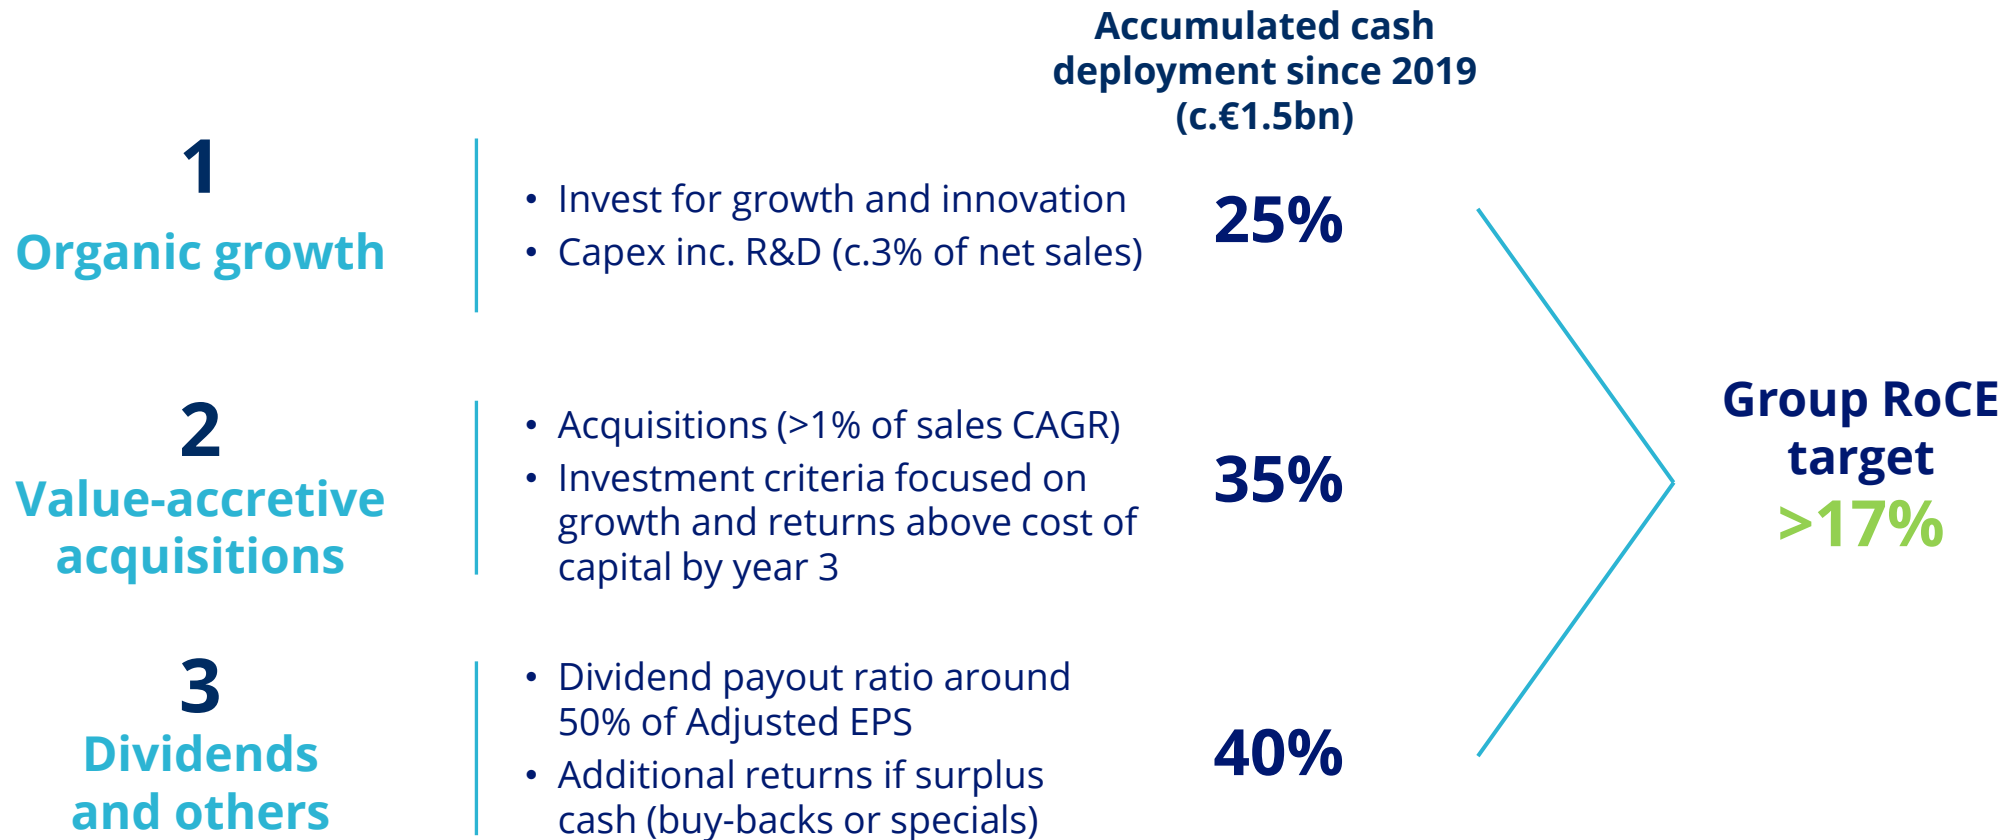 Accumulated cash
deployment since 2019
(c.€1.5bn)
1
Organic growth
• Invest for growth and innovation
• Capex inc. R&D (c.3% of net sales)
25%
2
Value-accretive
acquisitions
• Acquisitions (>1% of sales CAGR)
• Investment criteria focused on
growth and returns above cost of
capital by year 3
35%
3
Dividends
and others
• Dividend payout ratio around
50% of Adjusted EPS
• Additional returns if surplus
cash (buy-backs or specials)
40%
Group RoCE
target
>17%